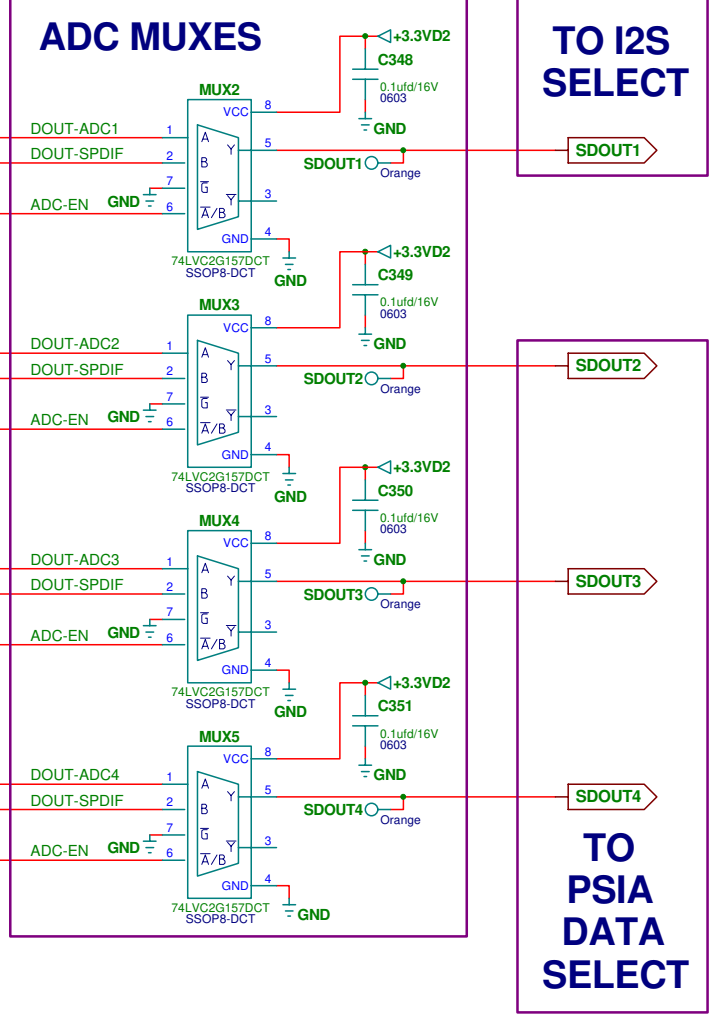 ADC MUXES
TO I2S
SELECT
+3.3VD2
C348
0.1ufd/16V
0603
GND
MUX2
VCC 8
DOUT-ADC1 1 A
DOUT-SPDIF 2 B
Y 5
SDOUT1
Orange
SDOUT1
GND 7 G
Y 3
ADC-EN 6 A/B
GND 4
GND
74LVC2G157DCT
SSOP8-DCT
+3.3VD2
C349
0.1ufd/16V
0603
GND
MUX3
VCC 8
DOUT-ADC2 1 A
DOUT-SPDIF 2 B
Y 5
SDOUT2
Orange
SDOUT2
GND 7 G
Y 3
ADC-EN 6 A/B
GND 4
GND
74LVC2G157DCT
SSOP8-DCT
+3.3VD2
C350
0.1ufd/16V
0603
GND
MUX4
VCC 8
DOUT-ADC3 1 A
DOUT-SPDIF 2 B
Y 5
SDOUT3
Orange
SDOUT3
GND 7 G
Y 3
ADC-EN 6 A/B
GND 4
GND
74LVC2G157DCT
SSOP8-DCT
+3.3VD2
C351
0.1ufd/16V
0603
GND
MUX5
VCC 8
DOUT-ADC4 1 A
DOUT-SPDIF 2 B
Y 5
SDOUT4
Orange
SDOUT4
GND 7 G
Y 3
ADC-EN 6 A/B
GND 4
GND
74LVC2G157DCT
SSOP8-DCT
TO
PSIA
DATA
SELECT